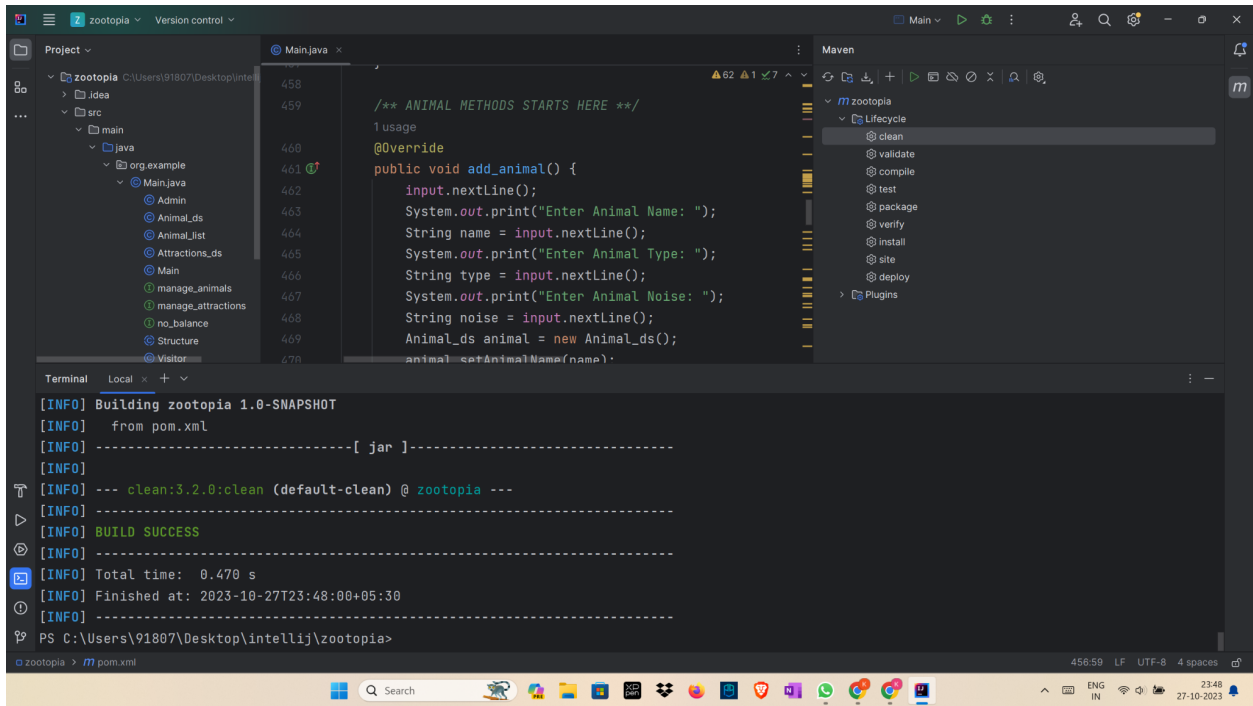 Z zootopia Version control
Main
Project
Main.java
Maven
zootopia C:\Users\91807\Desktop\intelli
.idea
src
main
java
org.example
Main.java
Admin
Animal_ds
Animal_list
Attractions_ds
Main
manage_animals
manage_attractions
no_balance
Structure
Visitor
62 1 7
458
459 /** ANIMAL METHODS STARTS HERE **/
1 usage
460 @Override
461 public void add_animal() {
462 input.nextLine();
463 System.out.print("Enter Animal Name: ");
464 String name = input.nextLine();
465 System.out.print("Enter Animal Type: ");
466 String type = input.nextLine();
467 System.out.print("Enter Animal Noise: ");
468 String noise = input.nextLine();
469 Animal_ds animal = new Animal_ds();
470 animal.setAnimalName(name);
m zootopia
Lifecycle
clean
validate
compile
test
package
verify
install
site
deploy
Plugins
m
Terminal Local
[INFO] Building zootopia 1.0-SNAPSHOT
[INFO] from pom.xml
[INFO] --------------------------------[ jar ]---------------------------------
[INFO]
[INFO] --- clean:3.2.0:clean (default-clean) @ zootopia ---
[INFO] ------------------------------------------------------------------------
[INFO] BUILD SUCCESS
[INFO] ------------------------------------------------------------------------
[INFO] Total time:  0.470 s
[INFO] Finished at: 2023-10-27T23:48:00+05:30
[INFO] ------------------------------------------------------------------------
PS C:\Users\91807\Desktop\intellij\zootopia>
zootopia > m pom.xml
456:59 LF UTF-8 4 spaces
Search
ENG
IN
23:48
27-10-2023